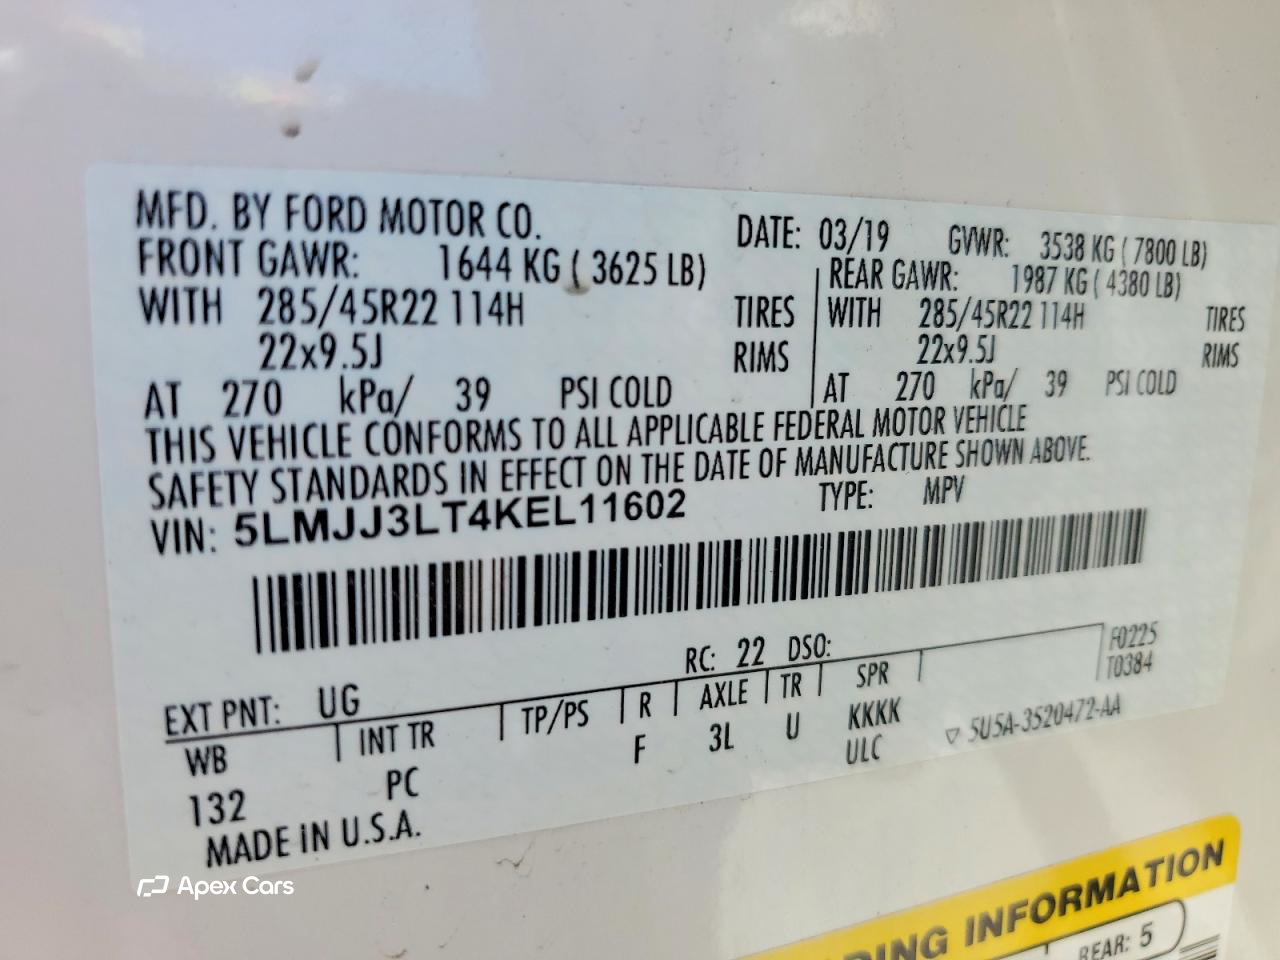 MFD. BY FORD MOTOR CO. DATE: 03/19 GVWR: 3538 KG ( 7800 LB)
FRONT GAWR: 1644 KG ( 3625 LB) REAR GAWR: 1987 KG ( 4380 LB)
WITH 285/45R22 114H TIRES WITH 285/45R22 114H TIRES
22x9.5J RIMS 22x9.5J RIMS
AT 270 kPa/ 39 PSI COLD AT 270 kPa/ 39 PSI COLD
THIS VEHICLE CONFORMS TO ALL APPLICABLE FEDERAL MOTOR VEHICLE
SAFETY STANDARDS IN EFFECT ON THE DATE OF MANUFACTURE SHOWN ABOVE.
VIN: 5LMJJ3LT4KEL11602 TYPE: MPV
EXT PNT: UG RC: 22 DSO: F0225
T0384
WB INT TR TP/PS R AXLE TR SPR
132 PC F 3L U KKKK
ULC ▽ 5U5A-3520472-AA
MADE IN U.S.A.
Apex Cars
DING INFORMATION
REAR: 5